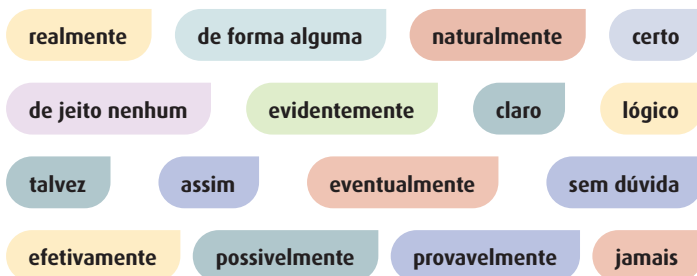 realmente de forma alguma naturalmente certo
de jeito nenhum evidentemente claro lógico
talvez assim eventualmente sem dúvida
efetivamente possivelmente provavelmente jamais